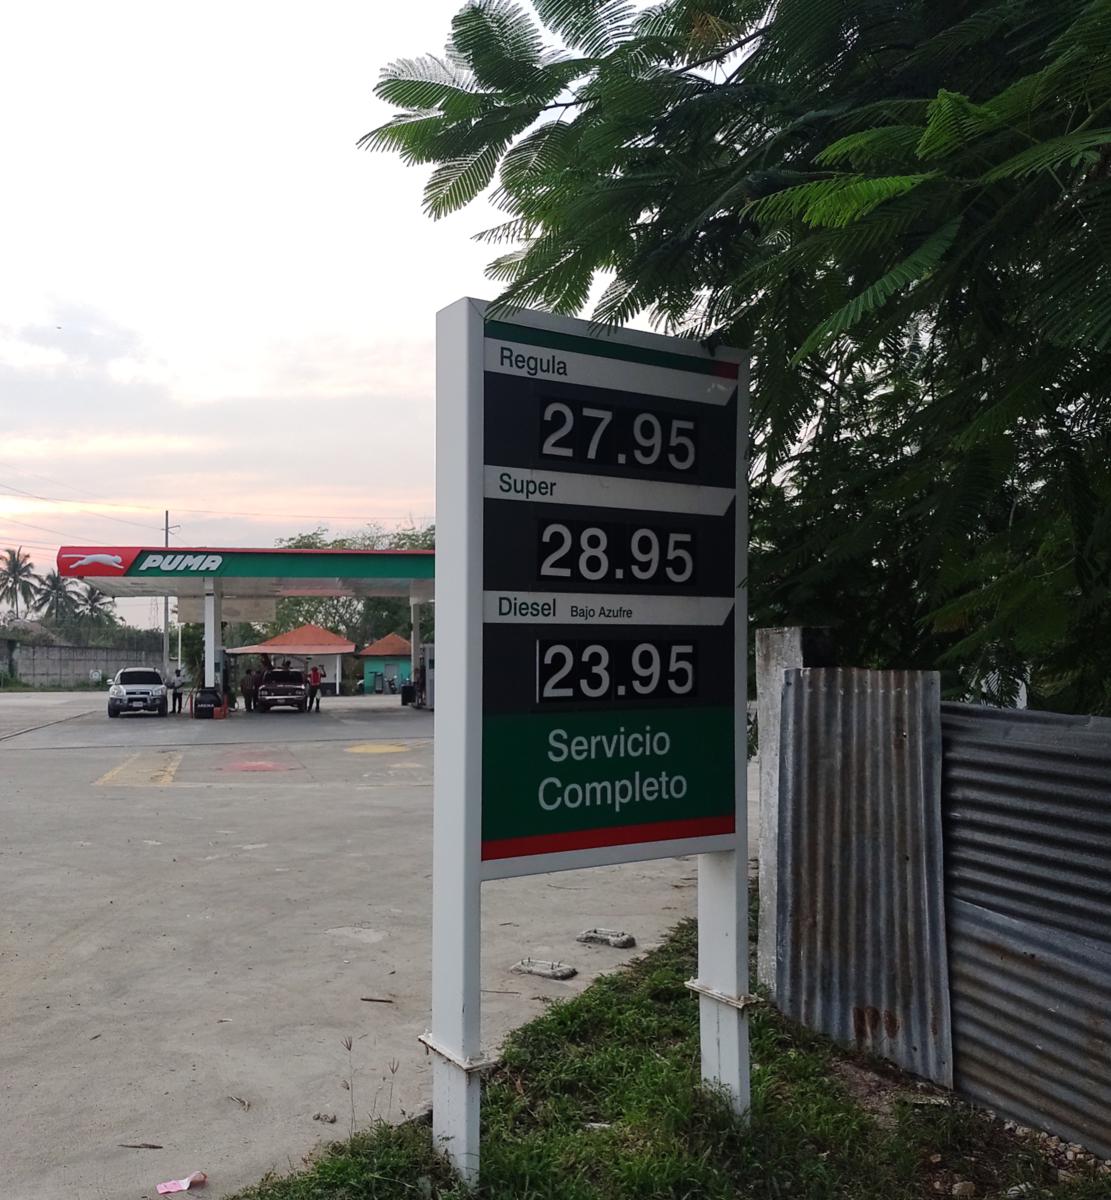 Regula
27.95
Super
28.95
Diesel Bajo Azufre
23.95
Servicio
Completo
PUMA